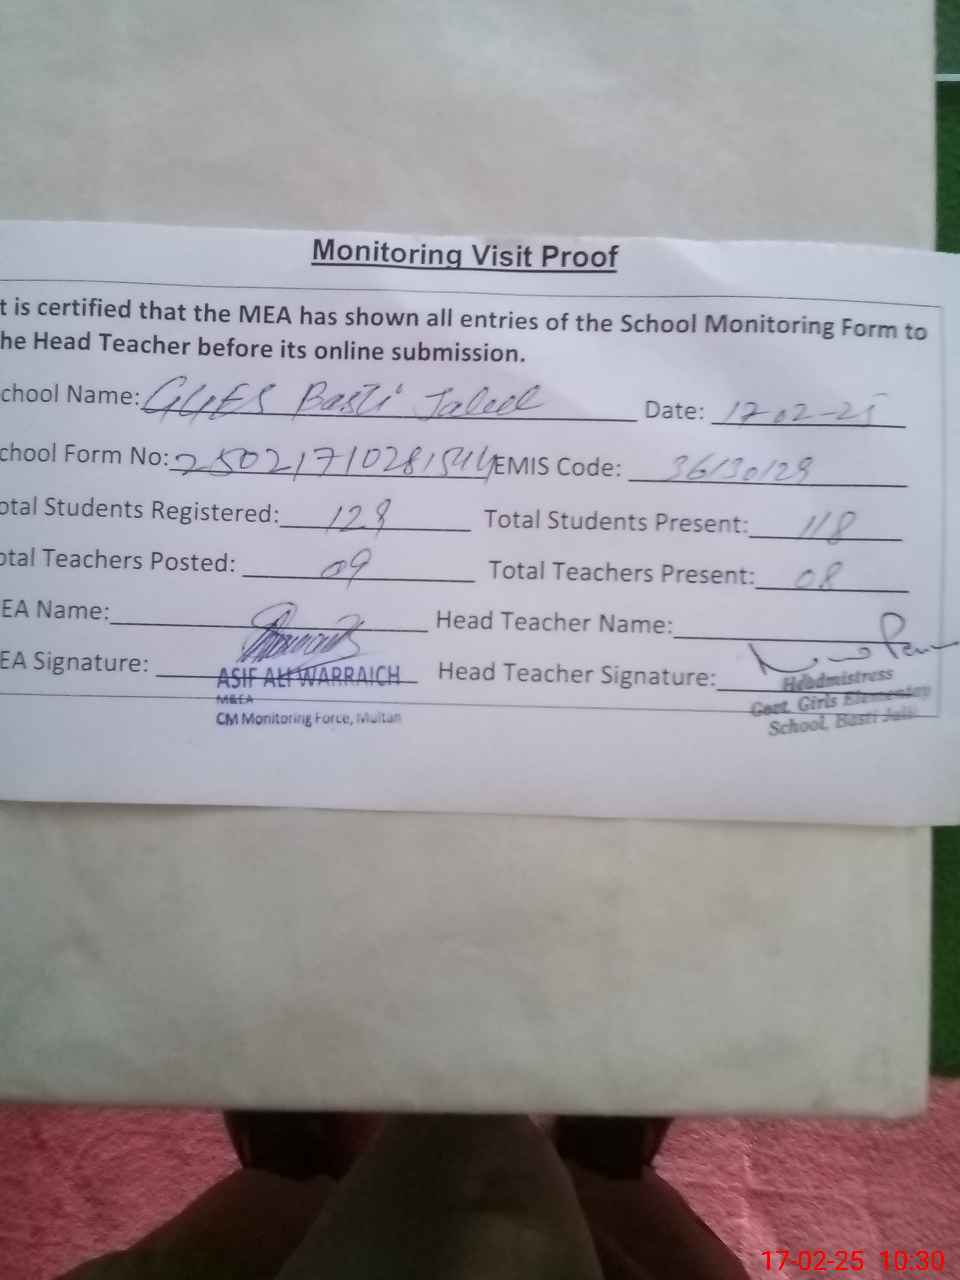 Monitoring Visit Proof
t is certified that the MEA has shown all entries of the School Monitoring Form to
he Head Teacher before its online submission.
chool Name: GGES Basti Jaleel Date: 17-02-25
chool Form No: EMIS Code: 36130129
otal Students Registered: 128 Total Students Present: 118
otal Teachers Posted: 09 Total Teachers Present: 08
EA Name: Head Teacher Name:
EA Signature: Head Teacher Signature:
ASIF ALI WARRAICH
M&EA
CM Monitoring Force, Multan
Headmistress
Govt. Girls Elementary
School, Basti
17-02-25 10:30